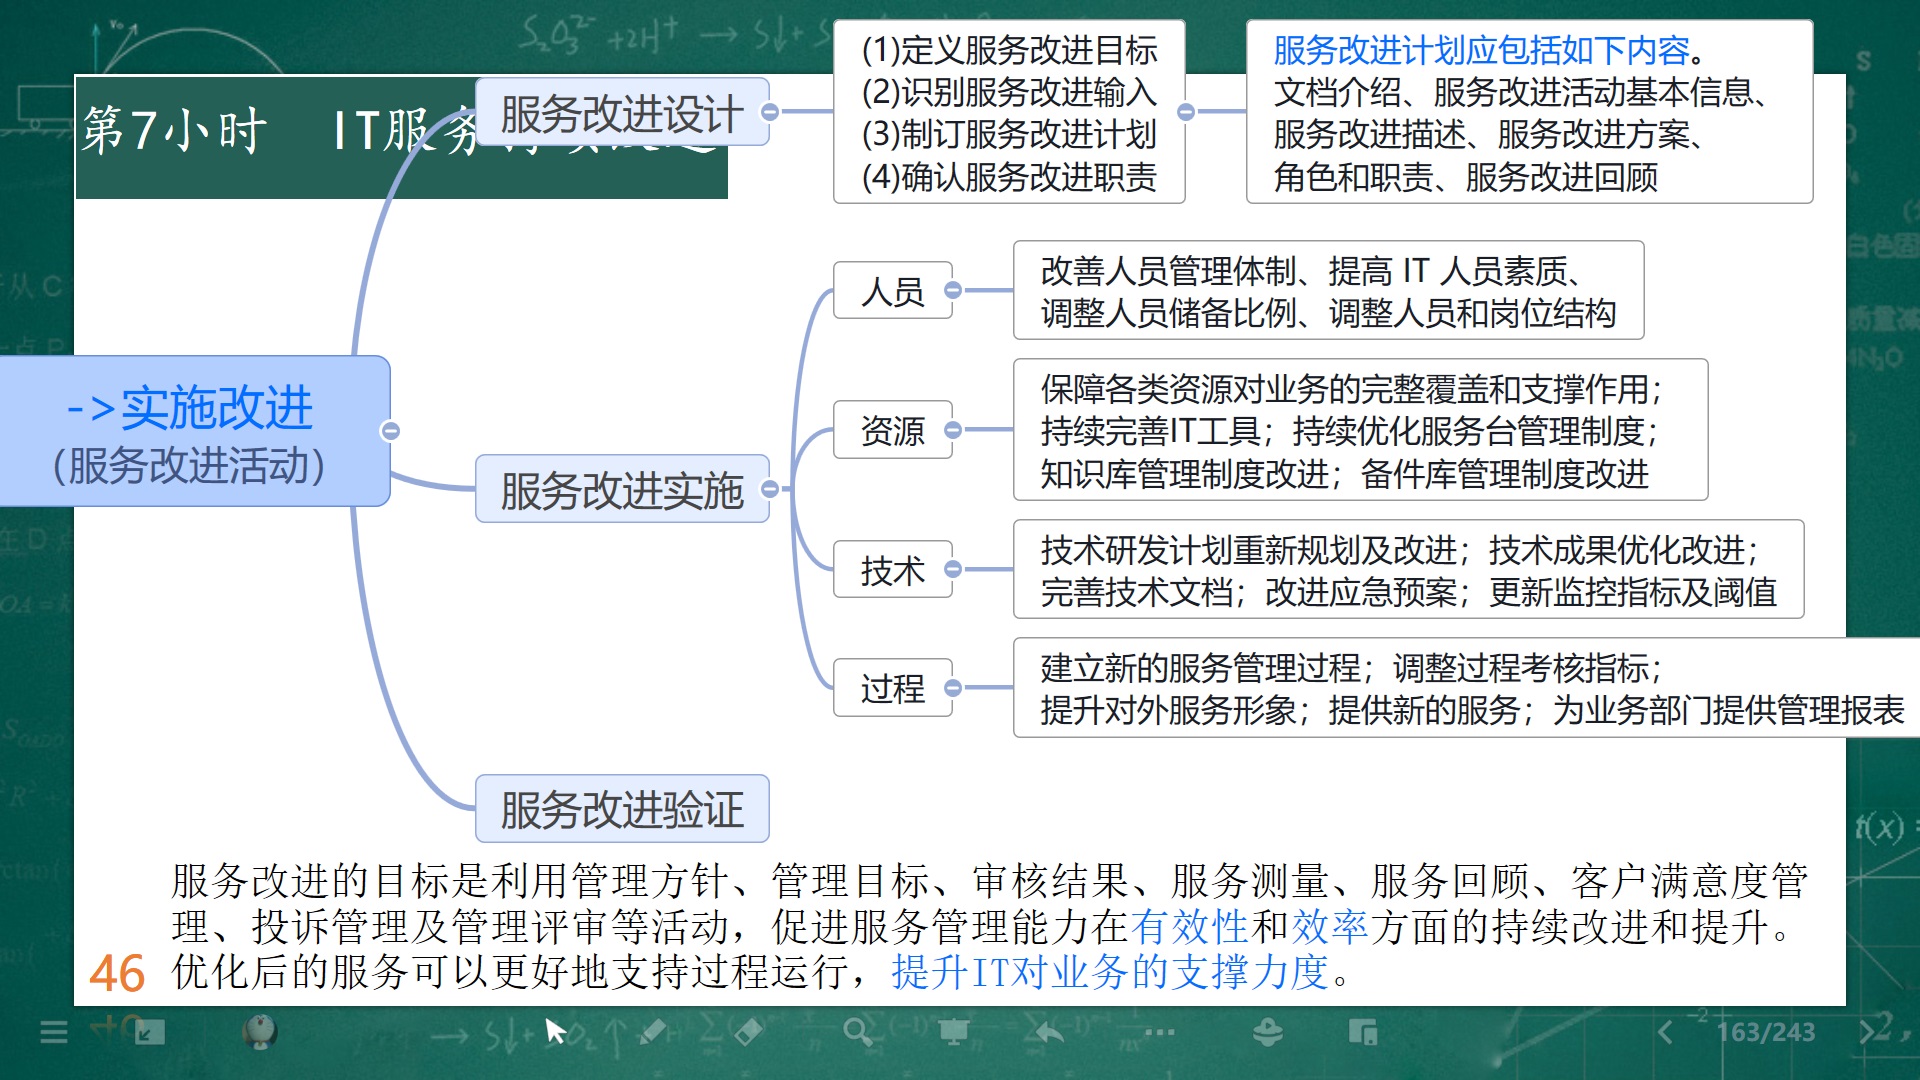 第7小时 IT服务
服务改进设计
(1)定义服务改进目标
(2)识别服务改进输入
(3)制订服务改进计划
(4)确认服务改进职责
服务改进计划应包括如下内容。
文档介绍、服务改进活动基本信息、
服务改进描述、服务改进方案、
角色和职责、服务改进回顾
->实施改进
(服务改进活动)
服务改进实施
人员
改善人员管理体制、提高 IT 人员素质、
调整人员储备比例、调整人员和岗位结构
资源
保障各类资源对业务的完整覆盖和支撑作用;
持续完善IT工具;持续优化服务台管理制度;
知识库管理制度改进;备件库管理制度改进
技术
技术研发计划重新规划及改进;技术成果优化改进;
完善技术文档;改进应急预案;更新监控指标及阈值
过程
建立新的服务管理过程;调整过程考核指标;
提升对外服务形象;提供新的服务;为业务部门提供管理报表
服务改进验证
服务改进的目标是利用管理方针、管理目标、审核结果、服务测量、服务回顾、客户满意度管
理、投诉管理及管理评审等活动，促进服务管理能力在有效性和效率方面的持续改进和提升。
优化后的服务可以更好地支持过程运行，提升IT对业务的支撑力度。
46
163/243